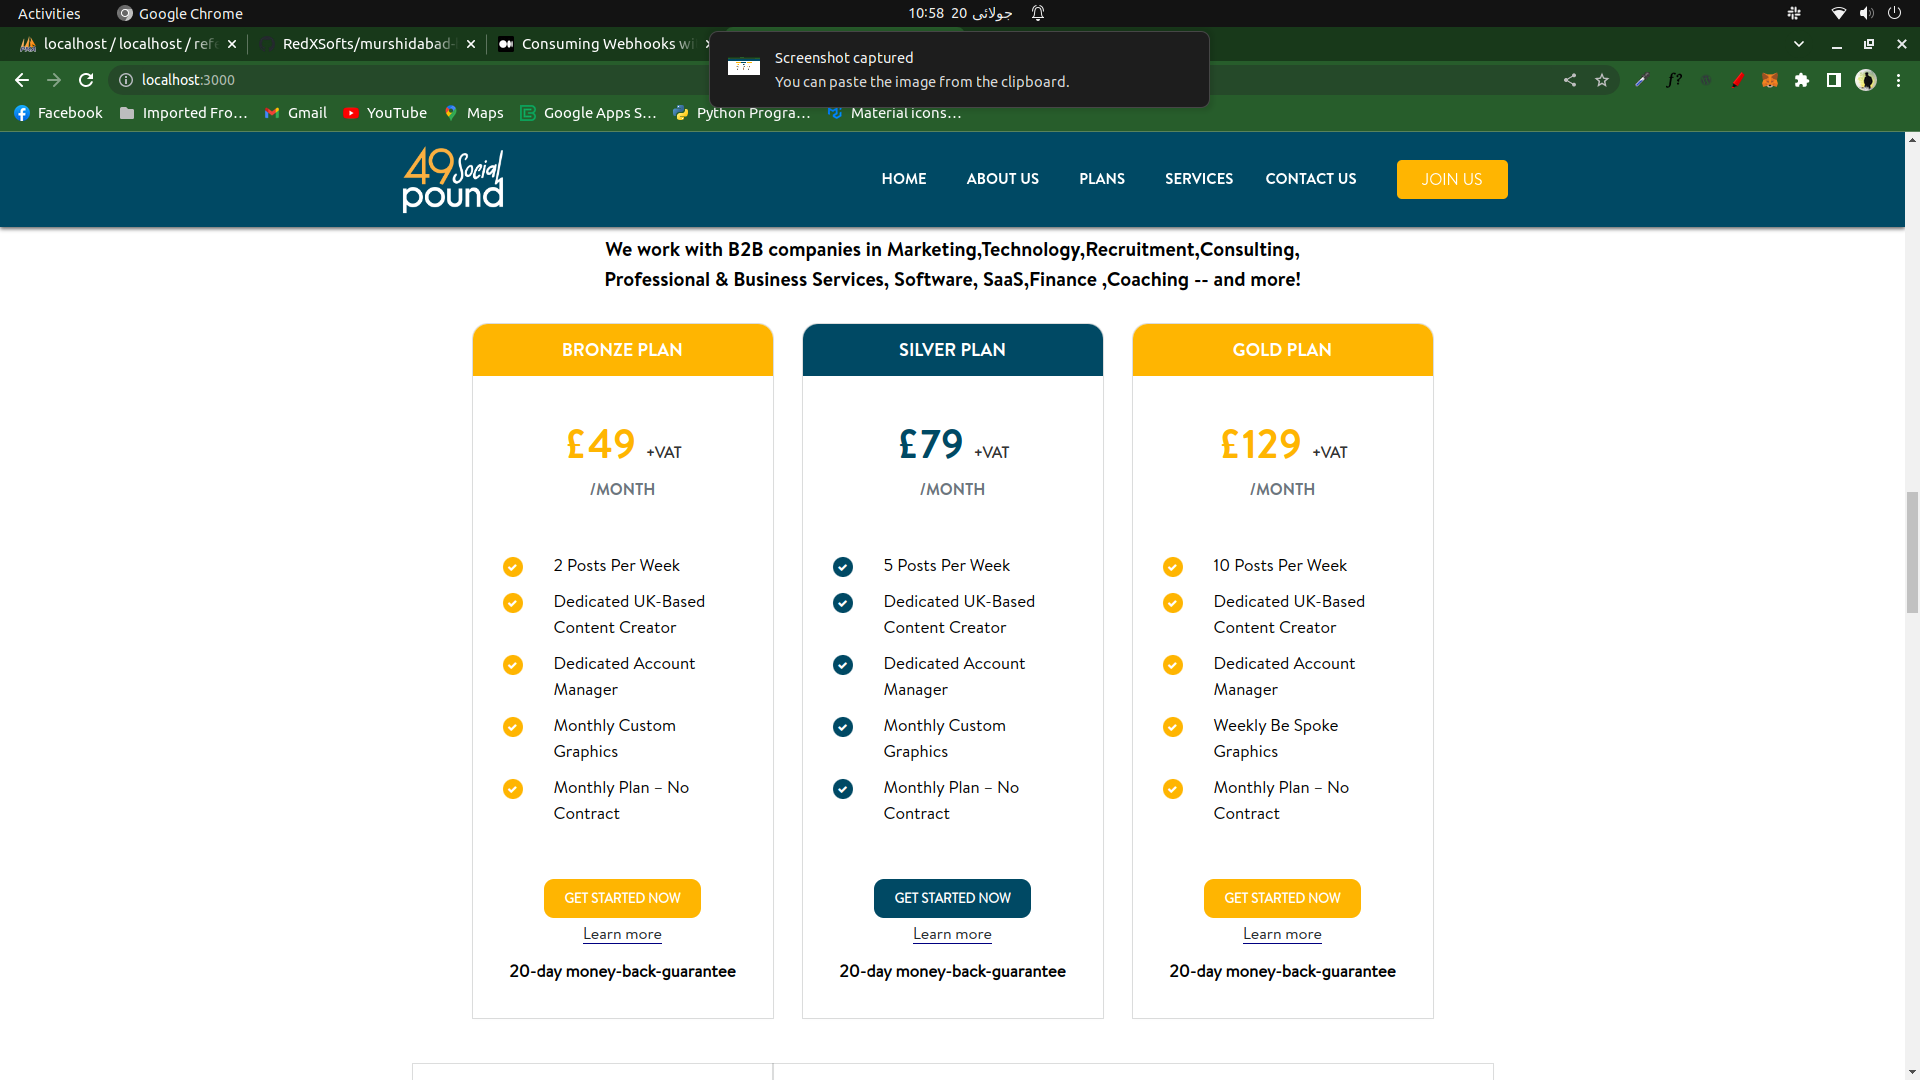 Activities
Google Chrome
10:58 20 جولائی
localhost / localhost / refe
RedXSofts/murshidabad-
Consuming Webhooks wi
Screenshot captured
You can paste the image from the clipboard.
localhost:3000
f?
Facebook
Imported Fro...
Gmail
YouTube
Maps
Google Apps S...
Python Progra...
Material icons...
49 Social
pound
HOME
ABOUT US
PLANS
SERVICES
CONTACT US
JOIN US
We work with B2B companies in Marketing,Technology,Recruitment,Consulting,
Professional & Business Services, Software, SaaS,Finance ,Coaching -- and more!
BRONZE PLAN
£49 +VAT
/MONTH
2 Posts Per Week
Dedicated UK-Based
Content Creator
Dedicated Account
Manager
Monthly Custom
Graphics
Monthly Plan – No
Contract
GET STARTED NOW
Learn more
20-day money-back-guarantee
SILVER PLAN
£79 +VAT
/MONTH
5 Posts Per Week
Dedicated UK-Based
Content Creator
Dedicated Account
Manager
Monthly Custom
Graphics
Monthly Plan – No
Contract
GET STARTED NOW
Learn more
20-day money-back-guarantee
GOLD PLAN
£129 +VAT
/MONTH
10 Posts Per Week
Dedicated UK-Based
Content Creator
Dedicated Account
Manager
Weekly Be Spoke
Graphics
Monthly Plan – No
Contract
GET STARTED NOW
Learn more
20-day money-back-guarantee